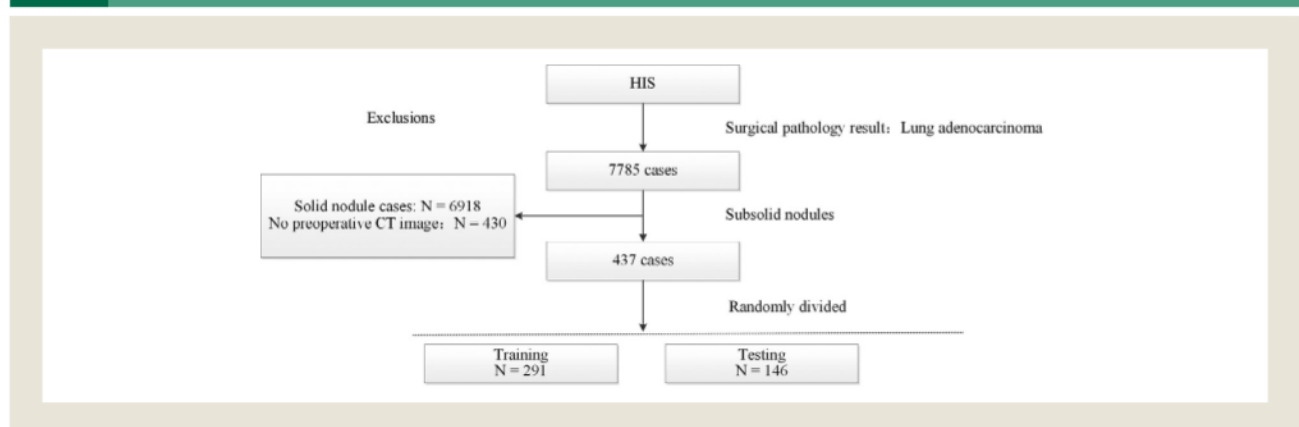 HIS
Exclusions
Surgical pathology result： Lung adenocarcinoma
7785 cases
Solid nodule cases: N = 6918
No preoperative CT image： N = 430
Subsolid nodules
437 cases
Randomly divided
Training
N = 291
Testing
N = 146